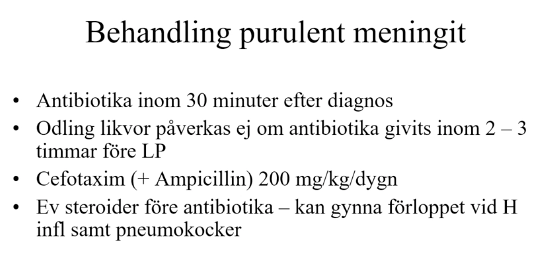 Behandling purulent meningit
• Antibiotika inom 30 minuter efter diagnos
• Odling likvor påverkas ej om antibiotika givits inom 2 – 3
timmar före LP
• Cefotaxim (+ Ampicillin) 200 mg/kg/dygn
• Ev steroider före antibiotika – kan gynna förloppet vid H
infl samt pneumokocker